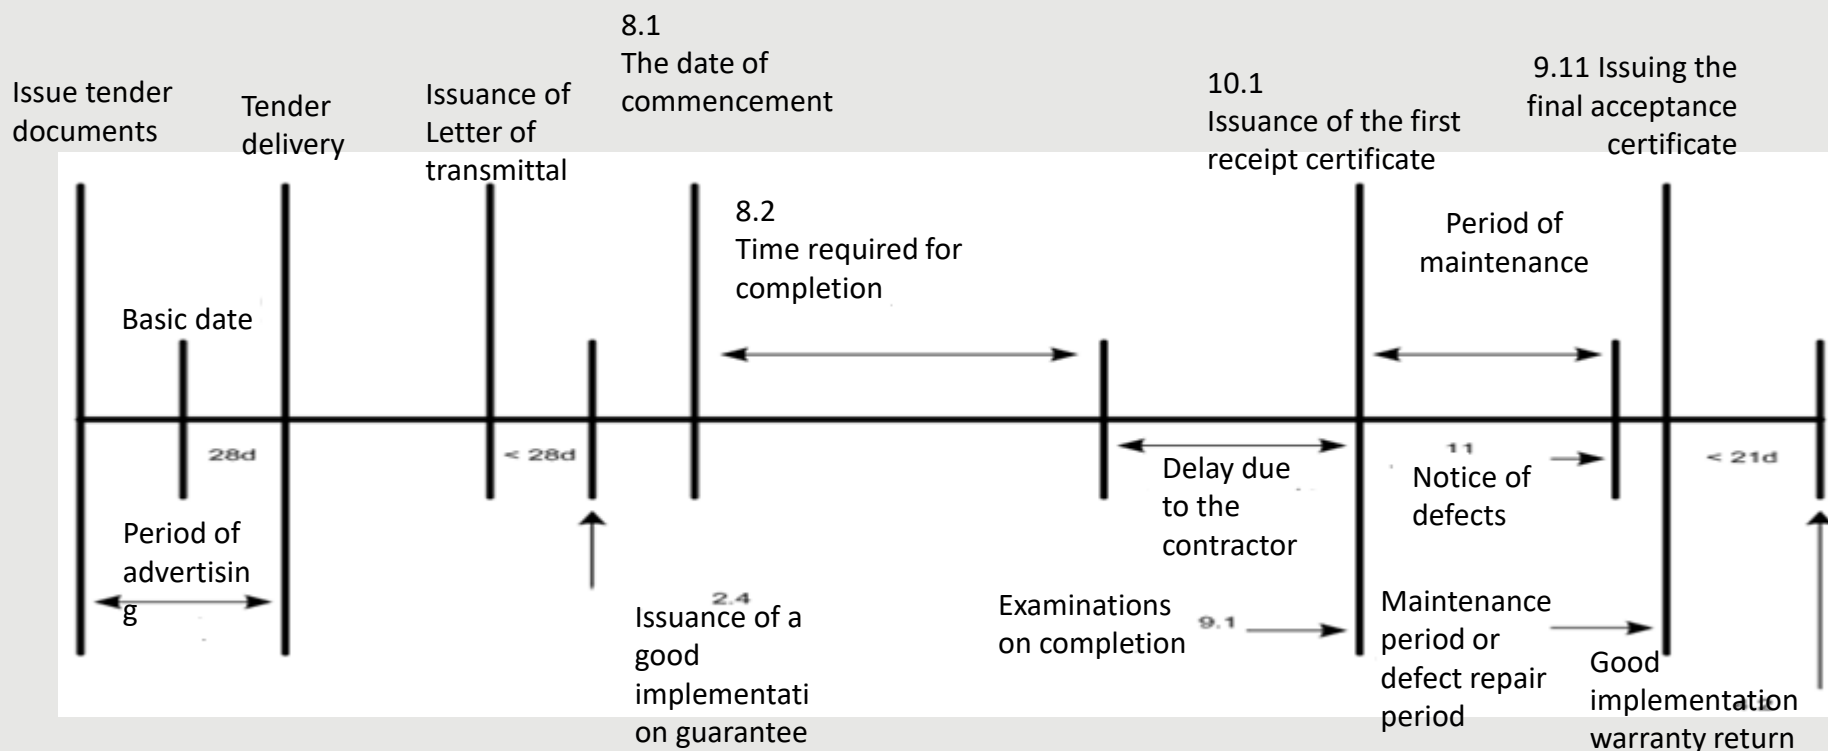 Issue tender
documents
Tender
delivery
Issuance of
Letter of
transmittal
8.1
The date of
commencement
10.1
Issuance of the first
receipt certificate
9.11 Issuing the
final acceptance
certificate
8.2
Time required for
completion
Period of
maintenance
Basic date
28d
< 28d
11
< 21d
Delay due
to the
contractor
Notice of
defects
Period of
advertisin
g
2.4
Issuance of a
good
implementati
on guarantee
Examinations
on completion
9.1
Maintenance
period or
defect repair
period
Good
implementation
warranty return